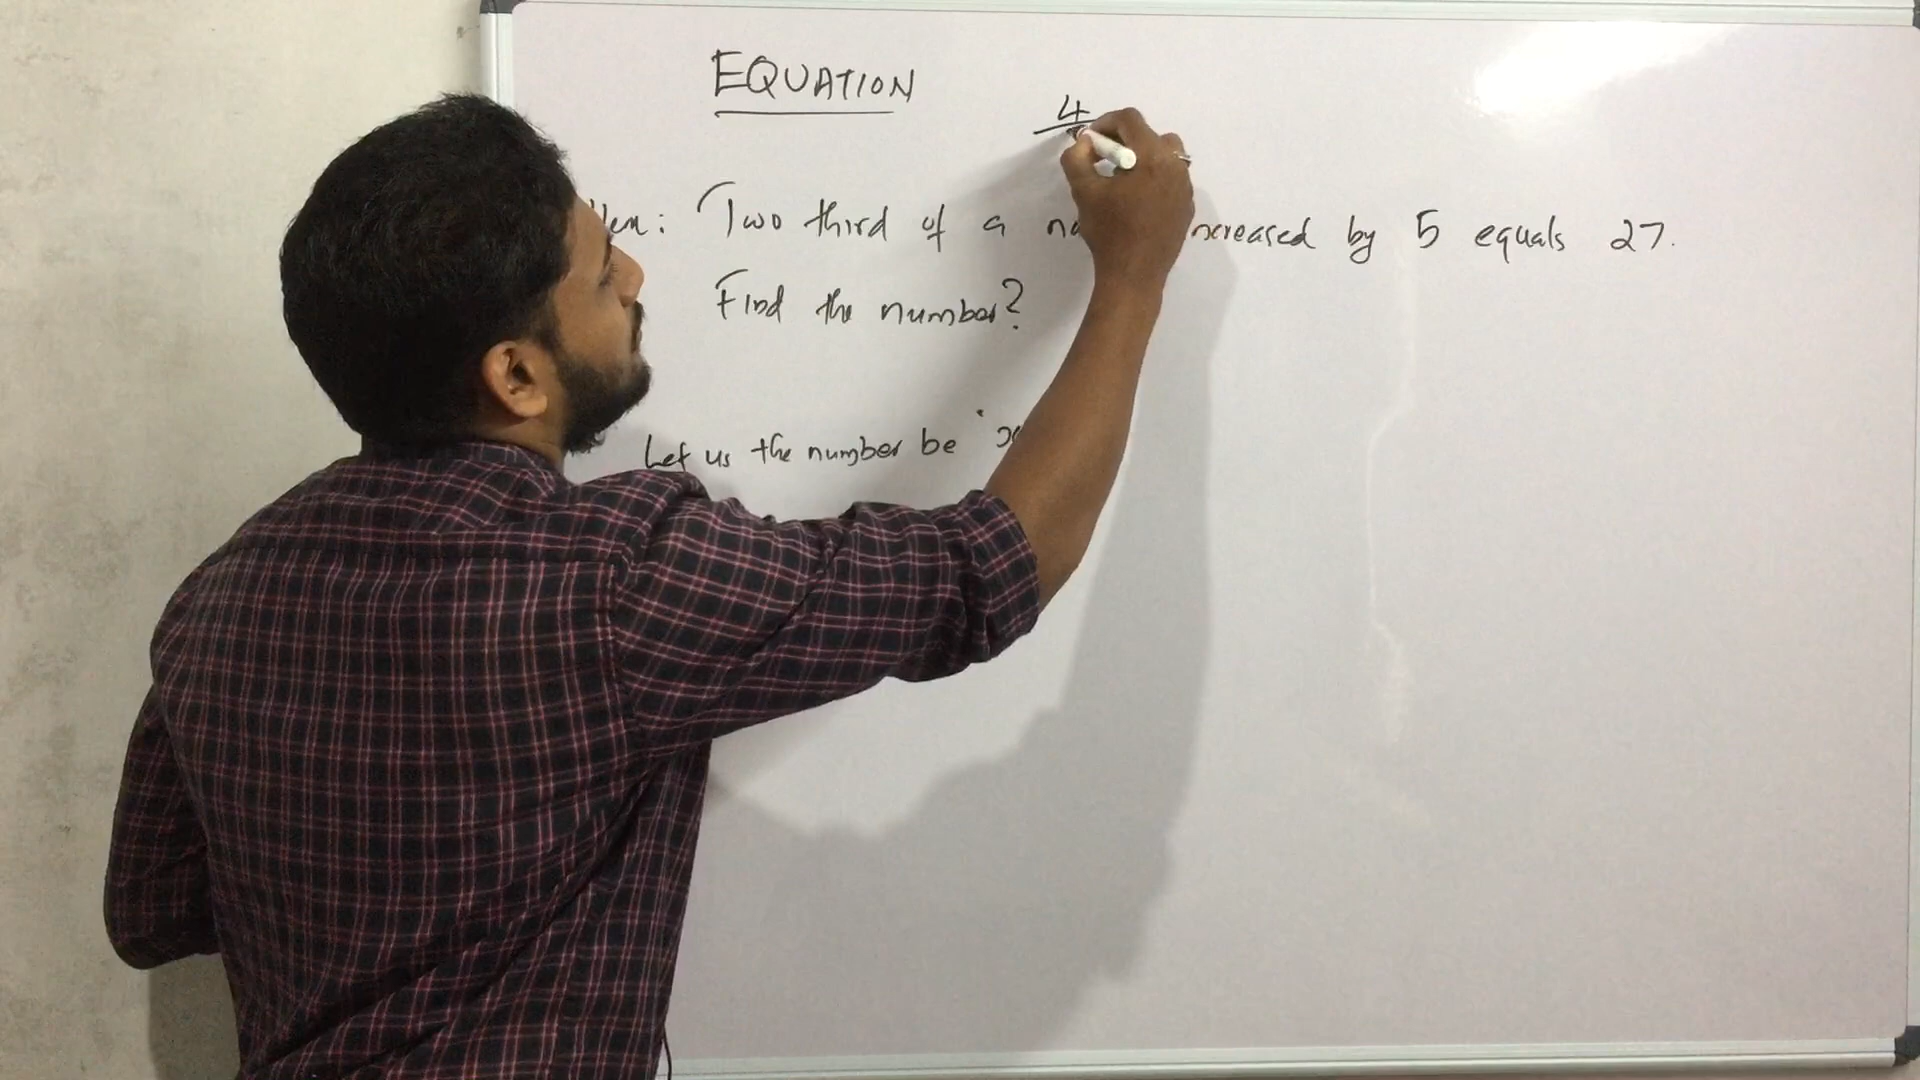 EQUATION
4
Two third of a increased by 5 equals 27.
Find the number?
Let us the number be 'x